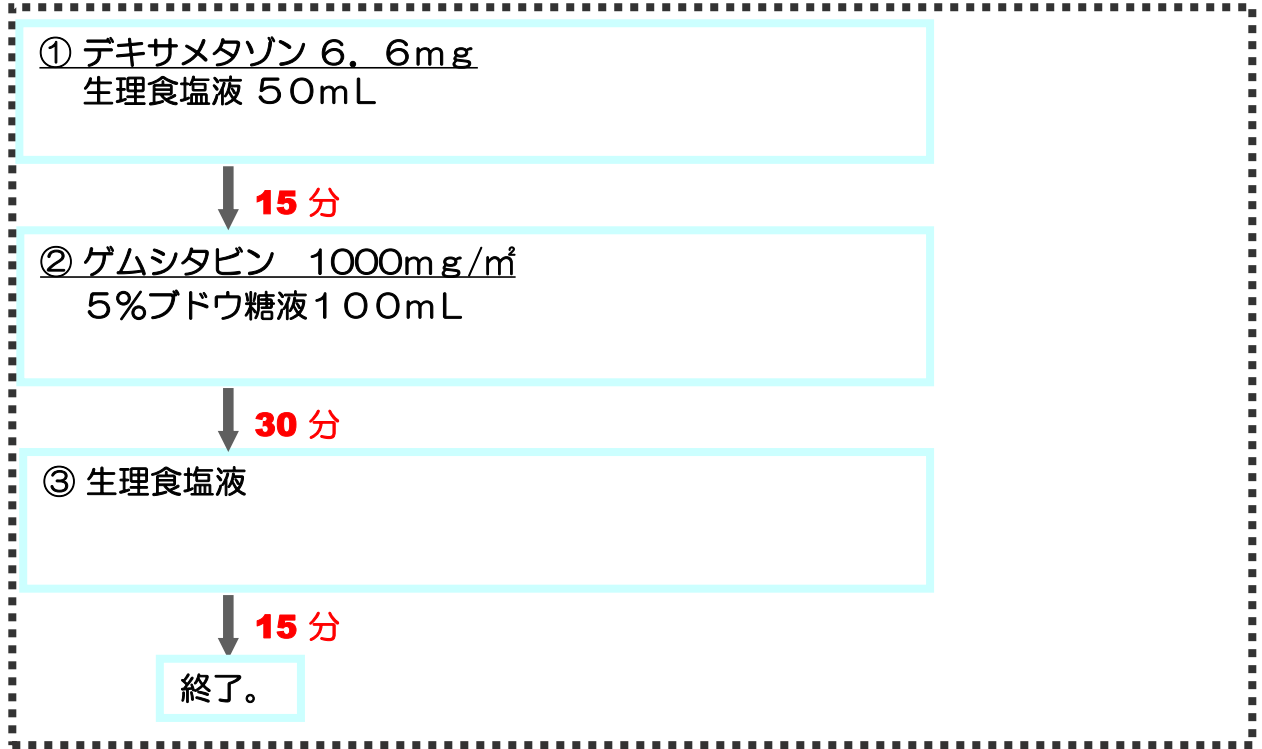 ① デキサメタゾン ６．６ｍｇ
生理食塩液 ５０ｍＬ
15 分
② ゲムシタビン　1000ｍｇ/㎡
５％ブドウ糖液１００ｍＬ
30 分
③ 生理食塩液
15 分
終了。